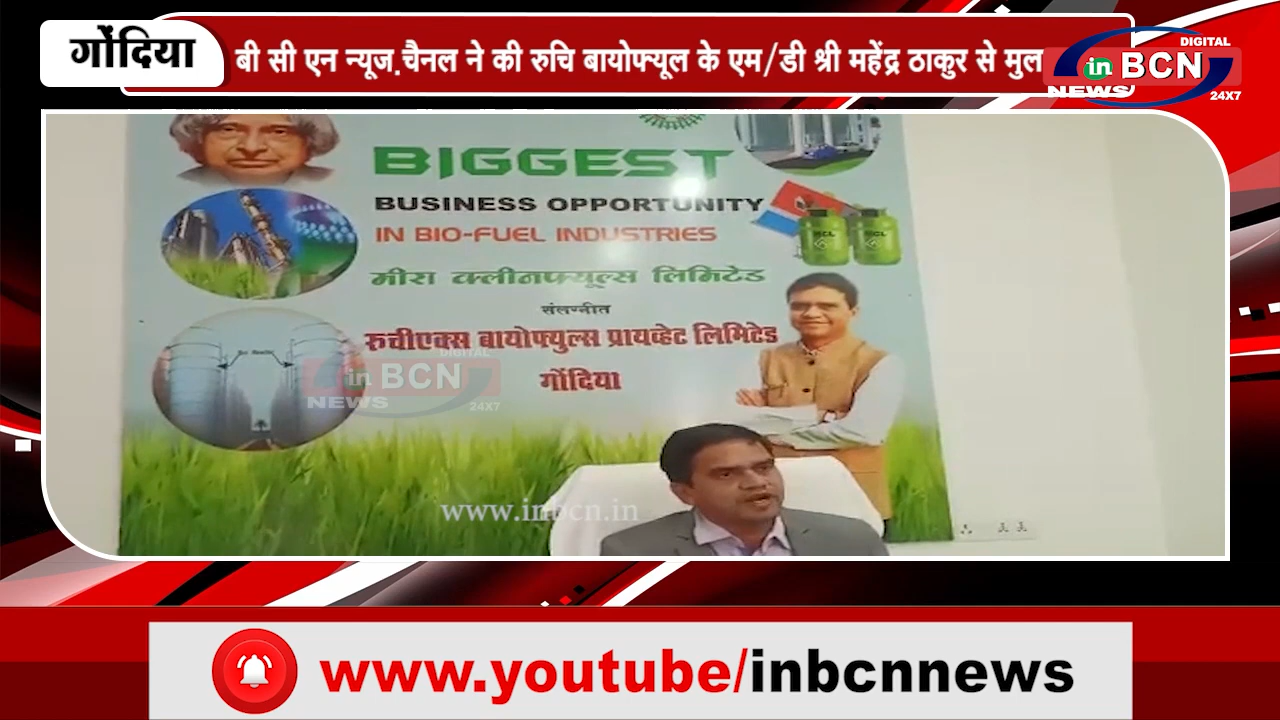 गोंदिया
बी सी एन न्यूज.चैनल ने की रुचि बायोफ्यूल के एम/डी श्री महेंद्र ठाकुर से मुल
DIGITAL
in BCN
NEWS
24X7
BIGGEST
BUSINESS OPPORTUNITY
IN BIO-FUEL INDUSTRIES
मीरा क्लीनफ्यूल्स लिमिटेड
संलग्नीत
रुचीएक्स बायोफ्युल्स प्रायव्हेट लिमिटेड
गोंदिया
DIGITAL
in BCN
NEWS
24X7
www.inbcn.in
www.youtube/inbcnnews